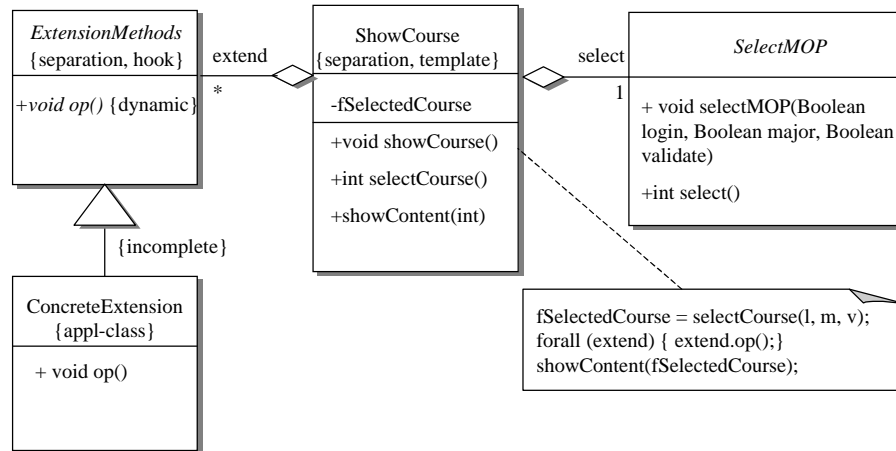 ExtensionMethods
{separation, hook}
+void op() {dynamic}
extend
*
ShowCourse
{separation, template}
-fSelectedCourse
+void showCourse()
+int selectCourse()
+showContent(int)
select
1
SelectMOP
+ void selectMOP(Boolean
login, Boolean major, Boolean
validate)
+int select()
{incomplete}
ConcreteExtension
{appl-class}
+ void op()
fSelectedCourse = selectCourse(l, m, v);
forall (extend) { extend.op();}
showContent(fSelectedCourse);